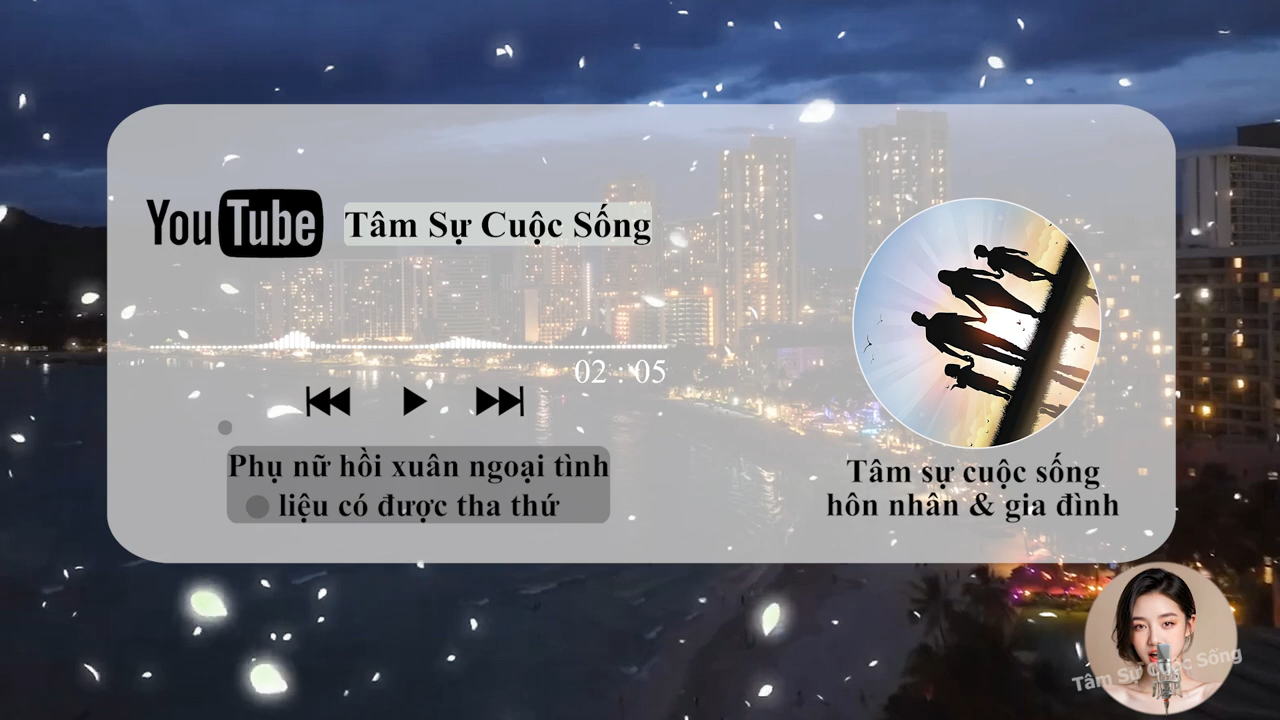 YouTube
Tâm Sự Cuộc Sống
02 : 05
Phụ nữ hồi xuân ngoại tình
liệu có được tha thứ
Tâm sự cuộc sống
hôn nhân & gia đình
Tâm Sự Cuộc Sống